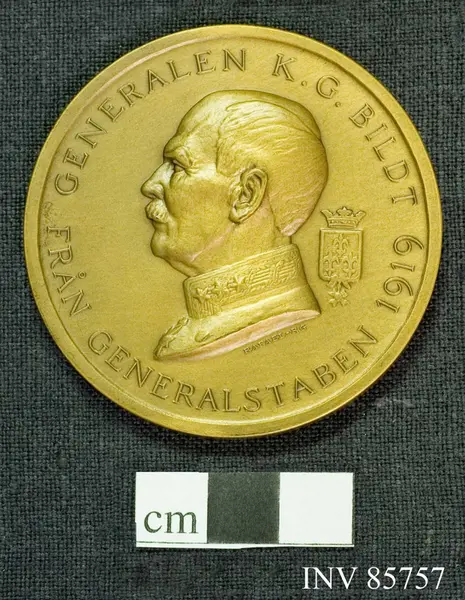 GENERALEN K. G. BILDT
FRÅN GENERALSTABEN 1919
cm
INV 85757